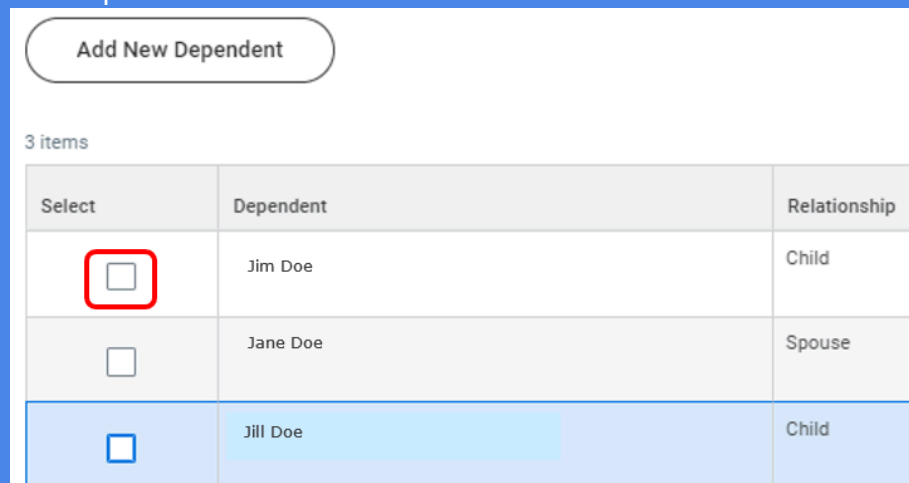 Add New Dependent
3 items
Select Dependent Relationship
Jim Doe Child
Jane Doe Spouse
Jill Doe Child